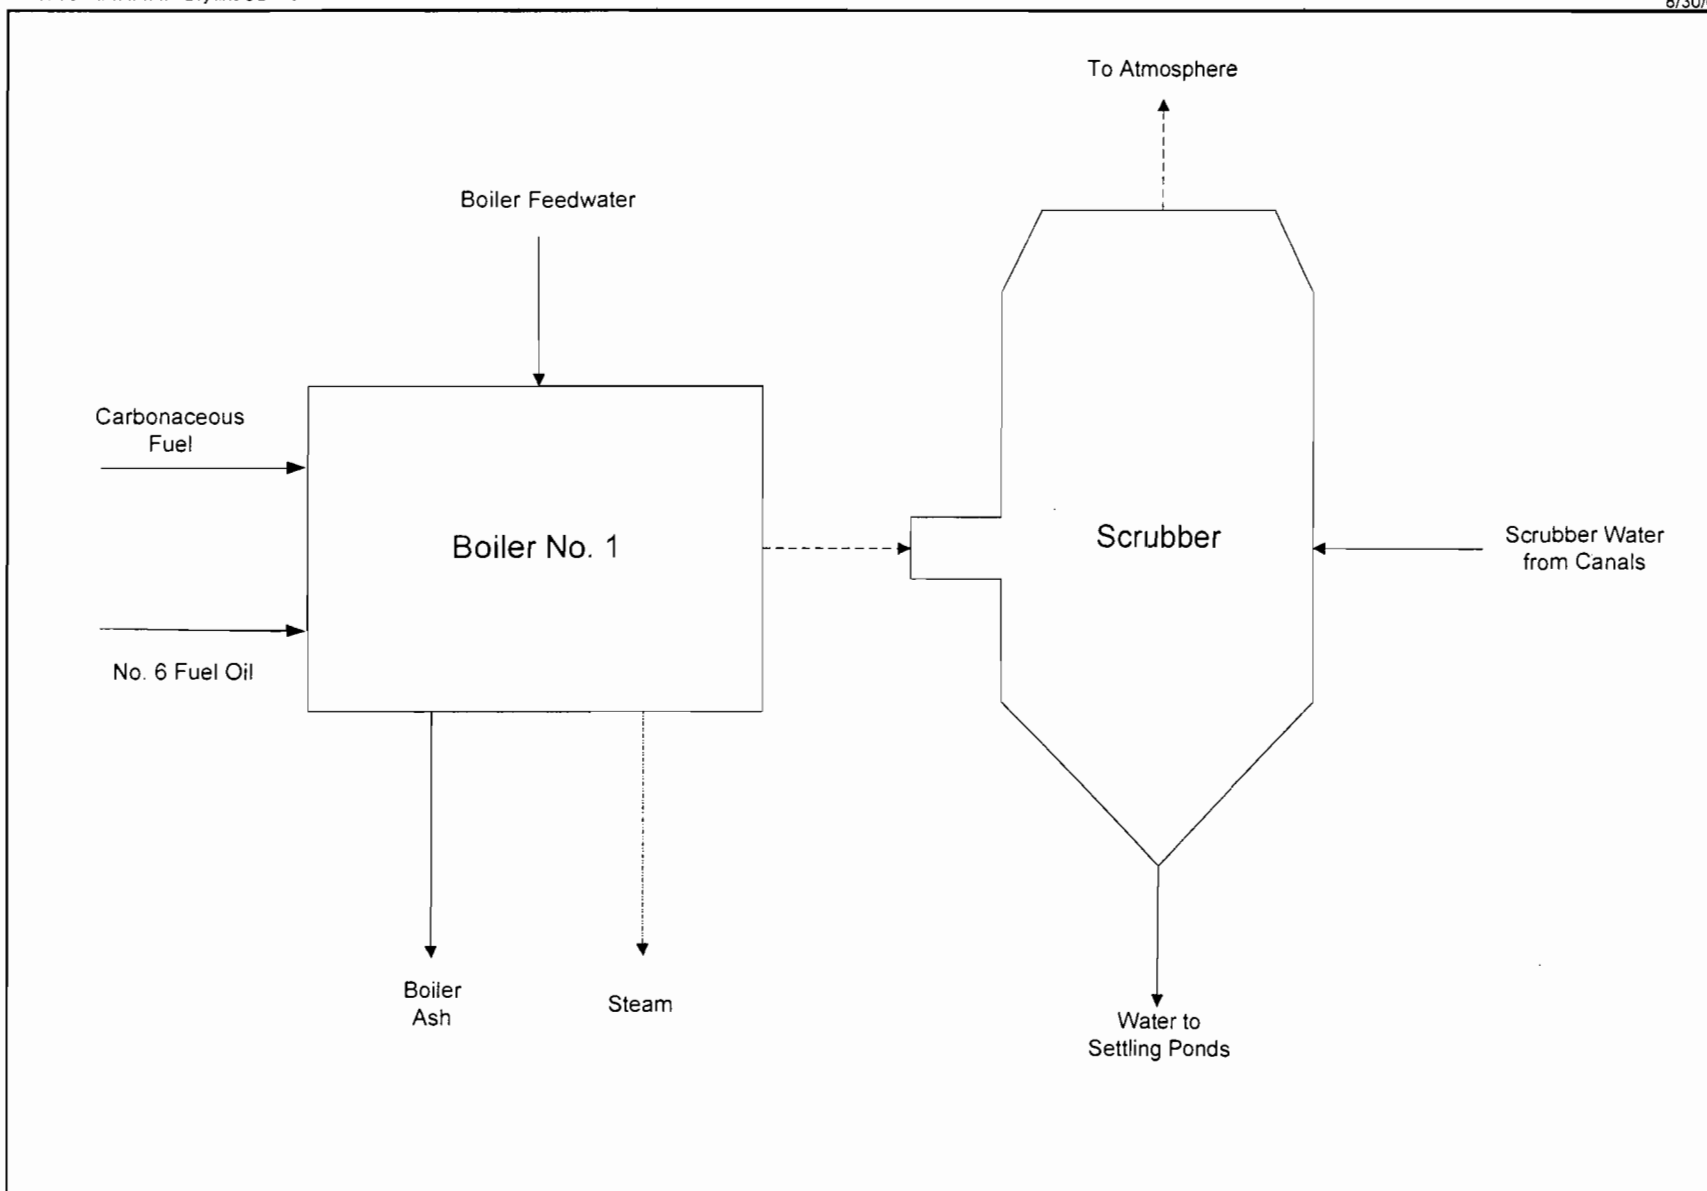 To Atmosphere
Boiler Feedwater
Carbonaceous
Fuel
Boiler No. 1
Scrubber
Scrubber Water
from Canals
No. 6 Fuel Oil
Boiler
Ash
Steam
Water to
Settling Ponds